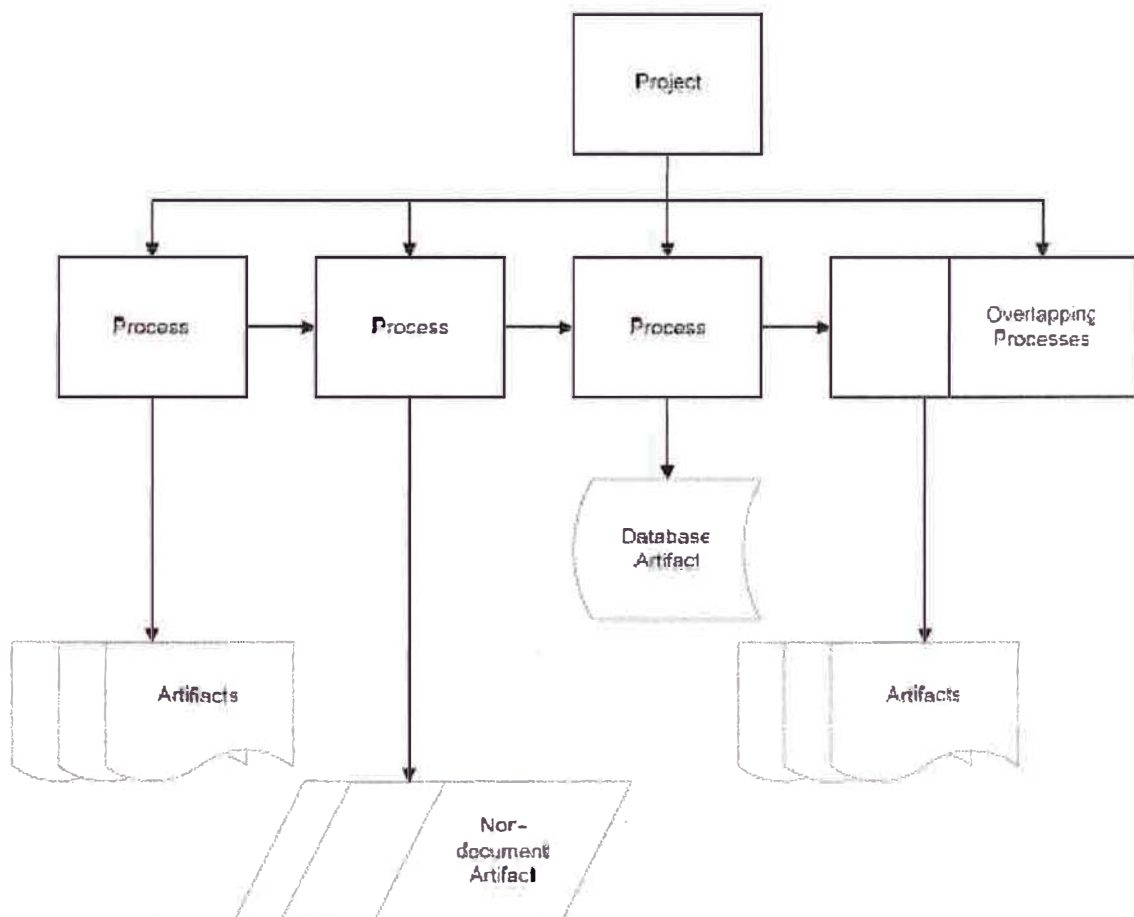 Project
Process
Process
Process
Overlapping
Processes
Database
Artifact
Artifacts
Artifacts
Non-
document
Artifact